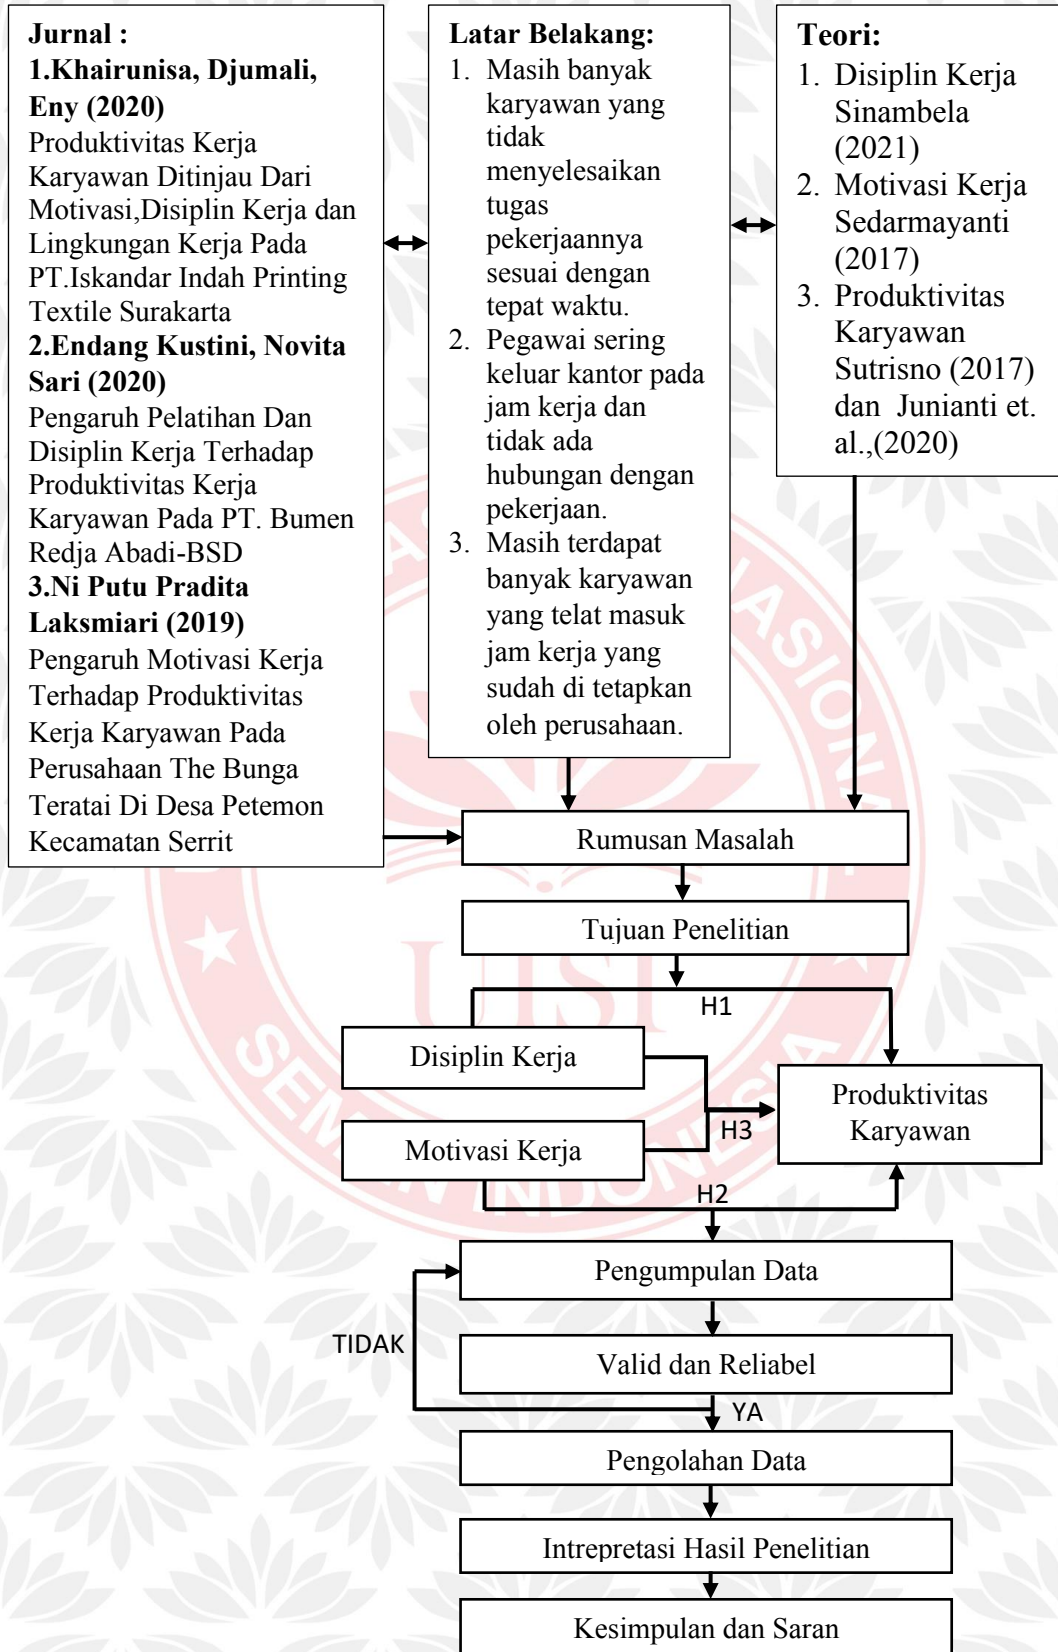 Jurnal :
1.Khairunisa, Djumali,
Eny (2020)
Produktivitas Kerja
Karyawan Ditinjau Dari
Motivasi,Disiplin Kerja dan
Lingkungan Kerja Pada
PT.Iskandar Indah Printing
Textile Surakarta
2.Endang Kustini, Novita
Sari (2020)
Pengaruh Pelatihan Dan
Disiplin Kerja Terhadap
Produktivitas Kerja
Karyawan Pada PT. Bumen
Redja Abadi-BSD
3.Ni Putu Pradita
Laksmiari (2019)
Pengaruh Motivasi Kerja
Terhadap Produktivitas
Kerja Karyawan Pada
Perusahaan The Bunga
Teratai Di Desa Petemon
Kecamatan Serrit
Latar Belakang:
1. Masih banyak
karyawan yang
tidak
menyelesaikan
tugas
pekerjaannya
sesuai dengan
tepat waktu.
2. Pegawai sering
keluar kantor pada
jam kerja dan
tidak ada
hubungan dengan
pekerjaan.
3. Masih terdapat
banyak karyawan
yang telat masuk
jam kerja yang
sudah di tetapkan
oleh perusahaan.
Teori:
1. Disiplin Kerja
Sinambela
(2021)
2. Motivasi Kerja
Sedarmayanti
(2017)
3. Produktivitas
Karyawan
Sutrisno (2017)
dan Junianti et.
al.,(2020)
Rumusan Masalah
Tujuan Penelitian
H1
Disiplin Kerja
Produktivitas
Karyawan
H3
Motivasi Kerja
H2
Pengumpulan Data
TIDAK
Valid dan Reliabel
YA
Pengolahan Data
Intrepretasi Hasil Penelitian
Kesimpulan dan Saran
UISI
SEMEN INDONESIA